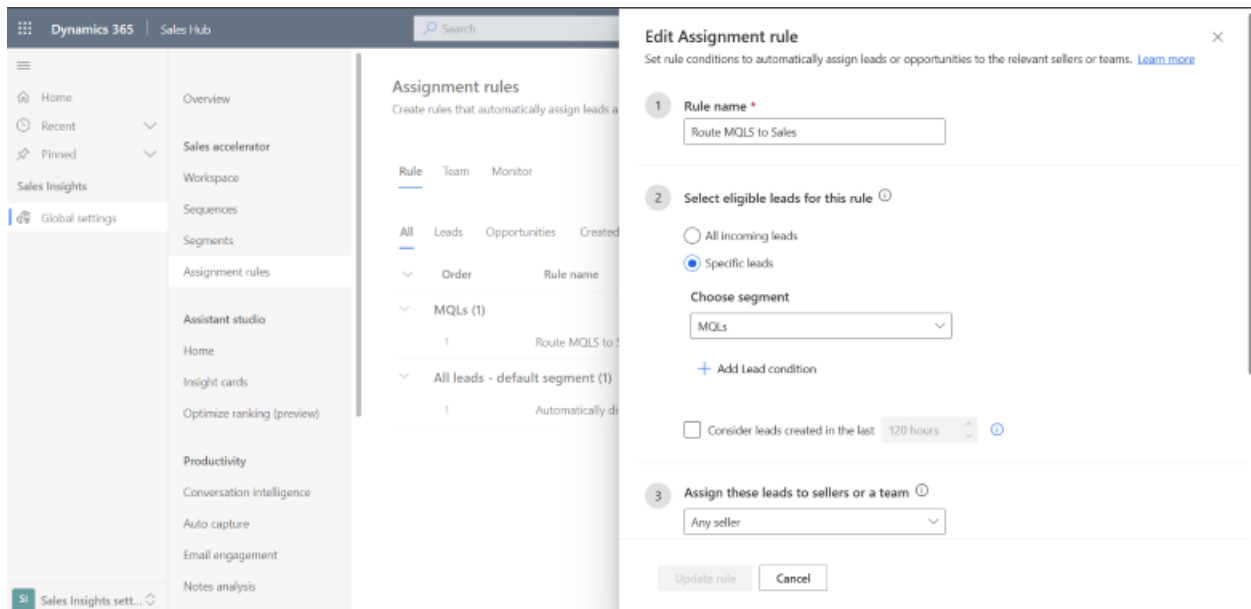 Dynamics 365
Sales Hub
Search
Home
Recent
Pinned
Sales Insights
Global settings
SI
Sales Insights sett...
Overview
Sales accelerator
Workspace
Sequences
Segments
Assignment rules
Assistant studio
Home
Insight cards
Optimize ranking (preview)
Productivity
Conversation intelligence
Auto capture
Email engagement
Notes analysis
Assignment rules
Create rules that automatically assign leads a
Rule Team Monitor
All Leads Opportunities Created
Order Rule name
MQLs (1)
1 Route MQLS to S
All leads - default segment (1)
1 Automatically di
Edit Assignment rule
Set rule conditions to automatically assign leads or opportunities to the relevant sellers or teams. Learn more
1 Rule name *
Route MQLS to Sales
2 Select eligible leads for this rule
All incoming leads
Specific leads
Choose segment
MQLs
+ Add Lead condition
Consider leads created in the last 120 hours
3 Assign these leads to sellers or a team
Any seller
Update rule Cancel